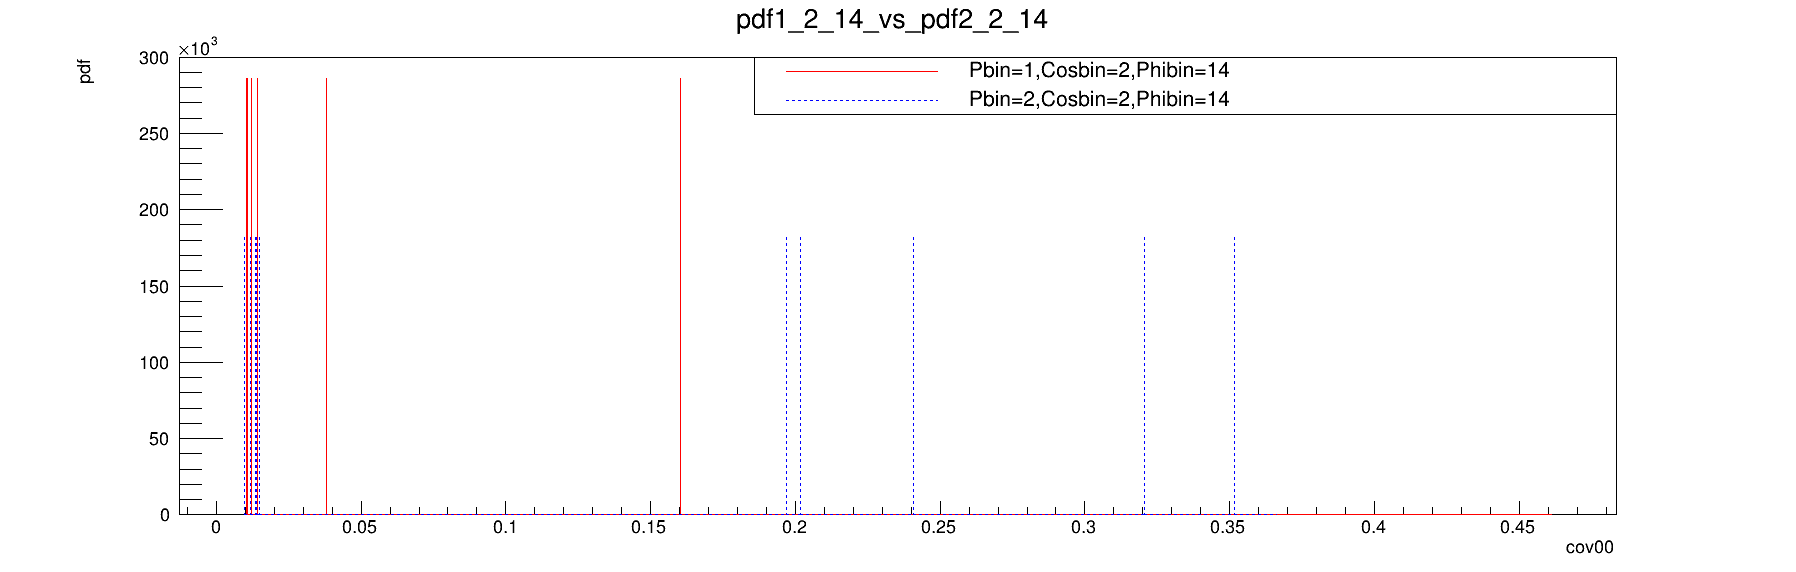 pdf1_2_14_vs_pdf2_2_14
×10³
pdf
Pbin=1,Cosbin=2,Phibin=14
Pbin=2,Cosbin=2,Phibin=14
300
250
200
150
100
50
0
0 0.05 0.1 0.15 0.2 0.25 0.3 0.35 0.4 0.45
cov00